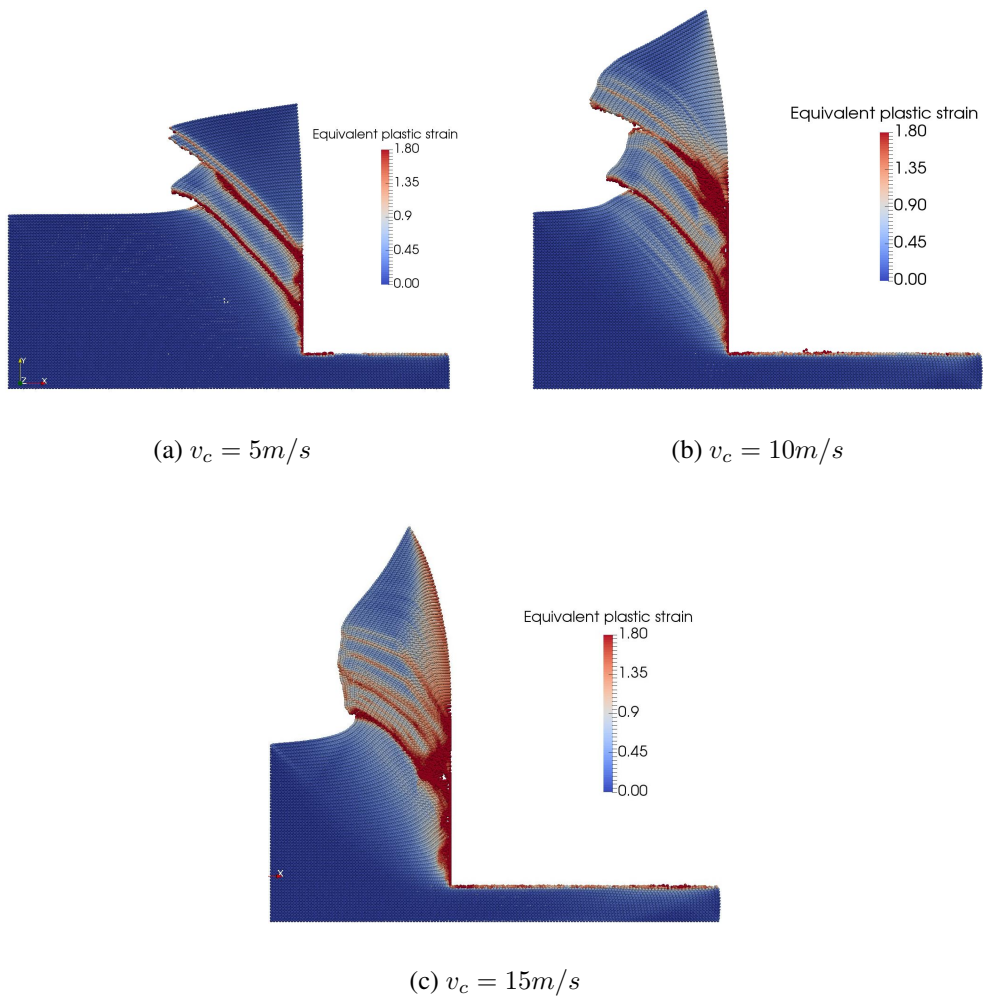 Equivalent plastic strain
1.80
1.35
0.9
0.45
0.00
Y
Z X
(a) v_c = 5m/s
Equivalent plastic strain
1.80
1.35
0.90
0.45
0.00
(b) v_c = 10m/s
Equivalent plastic strain
1.80
1.35
0.9
0.45
0.00
X
(c) v_c = 15m/s